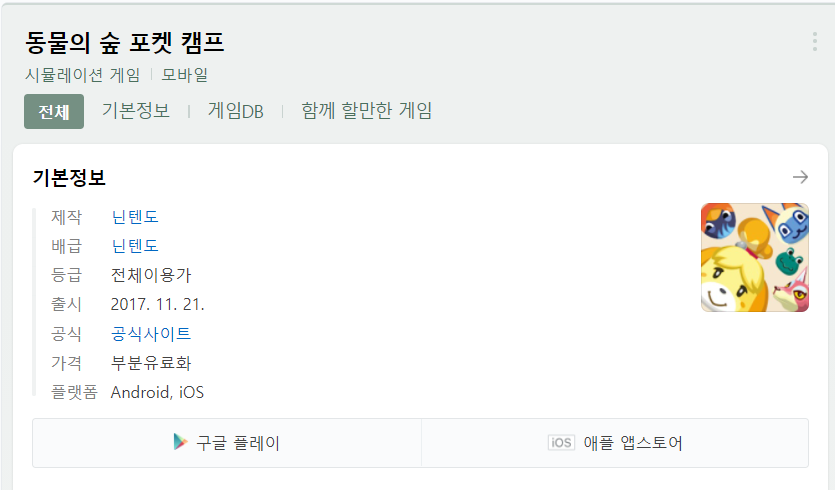 동물의 숲 포켓 캠프
시뮬레이션 게임 모바일
전체 기본정보 게임DB 함께 할만한 게임
기본정보
제작 닌텐도
배급 닌텐도
등급 전체이용가
출시 2017. 11. 21.
공식 공식사이트
가격 부분유료화
플랫폼 Android, iOS
구글 플레이 iOS 애플 앱스토어